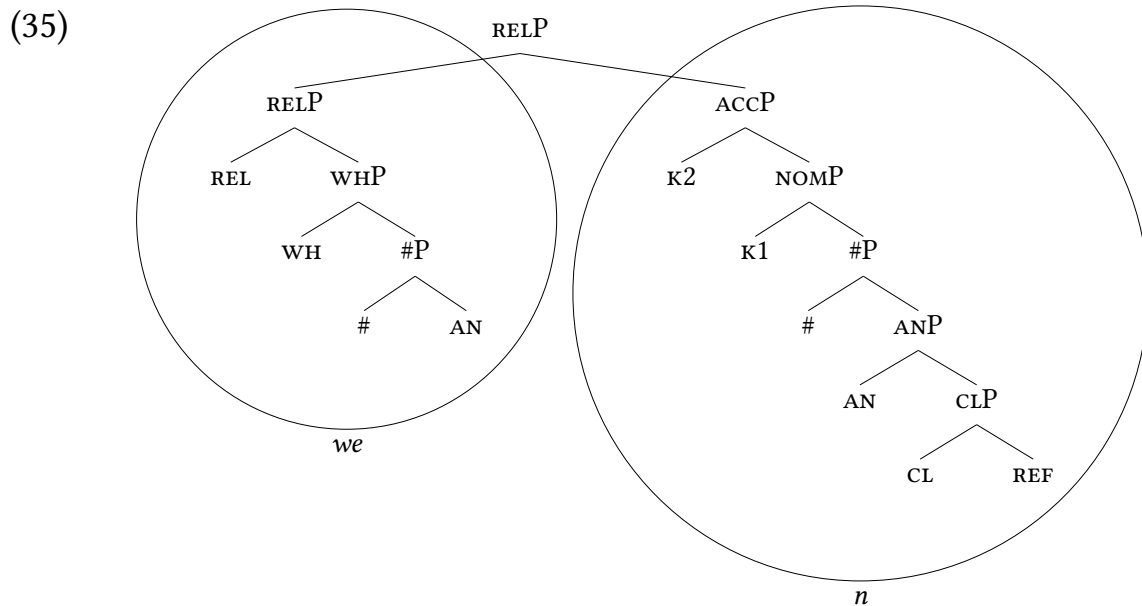 (35)
RELP
RELP ACCP
REL WHP K2 NOMP
WH #P K1 #P
# AN # ANP
AN CLP
we
CL REF
n